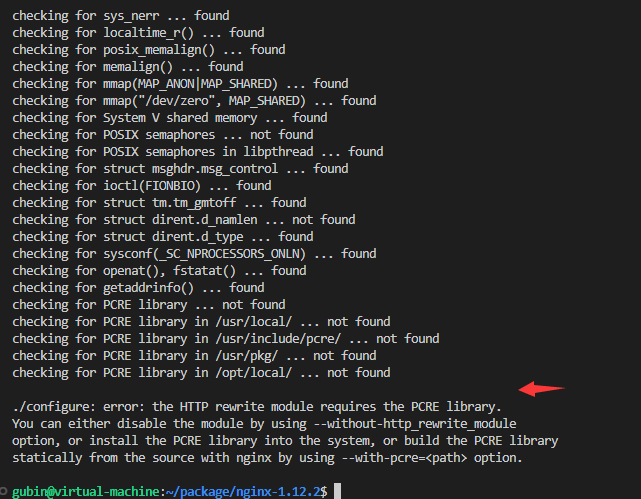 checking for sys_nerr ... found
checking for localtime_r() ... found
checking for posix_memalign() ... found
checking for memalign() ... found
checking for mmap(MAP_ANON|MAP_SHARED) ... found
checking for mmap("/dev/zero", MAP_SHARED) ... found
checking for System V shared memory ... found
checking for POSIX semaphores ... not found
checking for POSIX semaphores in libpthread ... found
checking for struct msghdr.msg_control ... found
checking for ioctl(FIONBIO) ... found
checking for struct tm.tm_gmtoff ... found
checking for struct dirent.d_namlen ... not found
checking for struct dirent.d_type ... found
checking for sysconf(_SC_NPROCESSORS_ONLN) ... found
checking for openat(), fstatat() ... found
checking for getaddrinfo() ... found
checking for PCRE library ... not found
checking for PCRE library in /usr/local/ ... not found
checking for PCRE library in /usr/include/pcre/ ... not found
checking for PCRE library in /usr/pkg/ ... not found
checking for PCRE library in /opt/local/ ... not found
./configure: error: the HTTP rewrite module requires the PCRE library.
You can either disable the module by using --without-http_rewrite_module
option, or install the PCRE library into the system, or build the PCRE library
statically from the source with nginx by using --with-pcre=<path> option.
gubin@virtual-machine:~/package/nginx-1.12.2$